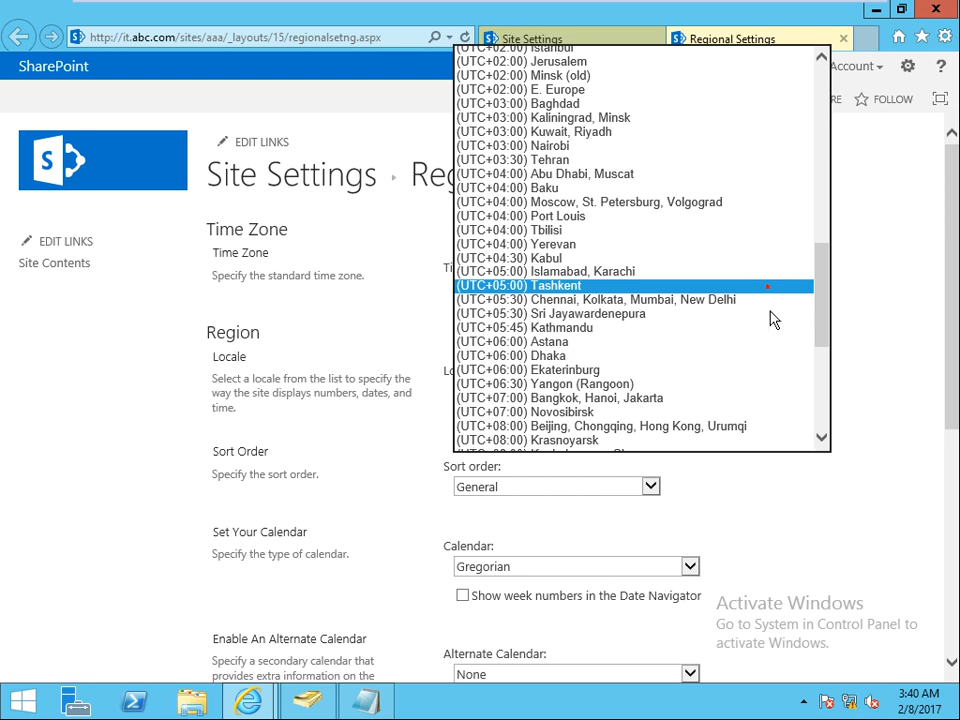 http://it.abc.com/sites/aaa/_layouts/15/regionalsetng.aspx
Site Settings
Regional Settings
SharePoint
Account
?
RE
FOLLOW
EDIT LINKS
Site Settings
Reg
EDIT LINKS
Site Contents
Time Zone
Time Zone
Specify the standard time zone.
Region
Locale
Select a locale from the list to specify the
way the site displays numbers, dates, and
time.
Sort Order
Specify the sort order.
Set Your Calendar
Specify the type of calendar.
Enable An Alternate Calendar
Specify a secondary calendar that
provides extra information on the
(UTC+02:00) Istanbul
(UTC+02:00) Jerusalem
(UTC+02:00) Minsk (old)
(UTC+02:00) E. Europe
(UTC+03:00) Baghdad
(UTC+03:00) Kaliningrad, Minsk
(UTC+03:00) Kuwait, Riyadh
(UTC+03:00) Nairobi
(UTC+03:30) Tehran
(UTC+04:00) Abu Dhabi, Muscat
(UTC+04:00) Baku
(UTC+04:00) Moscow, St. Petersburg, Volgograd
(UTC+04:00) Port Louis
(UTC+04:00) Tbilisi
(UTC+04:00) Yerevan
(UTC+04:30) Kabul
(UTC+05:00) Islamabad, Karachi
(UTC+05:00) Tashkent
(UTC+05:30) Chennai, Kolkata, Mumbai, New Delhi
(UTC+05:30) Sri Jayawardenepura
(UTC+05:45) Kathmandu
(UTC+06:00) Astana
(UTC+06:00) Dhaka
(UTC+06:00) Ekaterinburg
(UTC+06:30) Yangon (Rangoon)
(UTC+07:00) Bangkok, Hanoi, Jakarta
(UTC+07:00) Novosibirsk
(UTC+08:00) Beijing, Chongqing, Hong Kong, Urumqi
(UTC+08:00) Krasnoyarsk
Sort order:
General
Calendar:
Gregorian
Show week numbers in the Date Navigator
Alternate Calendar:
None
Activate Windows
Go to System in Control Panel to
activate Windows.
3:40 AM
2/8/2017